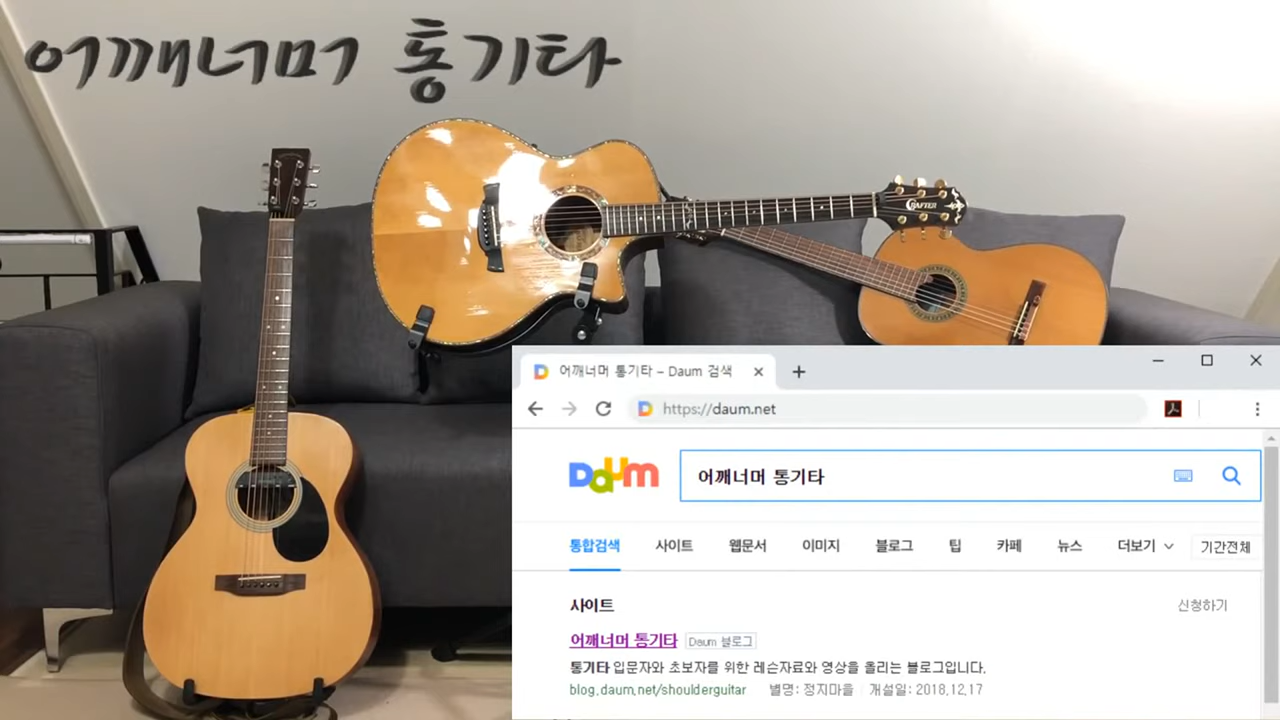 어깨너머 통기타
CRAFTER
어깨너머 통기타 – Daum 검색
https://daum.net
Daum
어깨너머 통기타
통합검색 사이트 웹문서 이미지 블로그 팁 카페 뉴스 더보기 기간전체
사이트 신청하기
어깨너머 통기타 Daum 블로그
통기타 입문자와 초보자를 위한 레슨자료와 영상을 올리는 블로그입니다.
blog.daum.net/shoulderguitar 별명: 정지마을 개설일: 2018.12.17